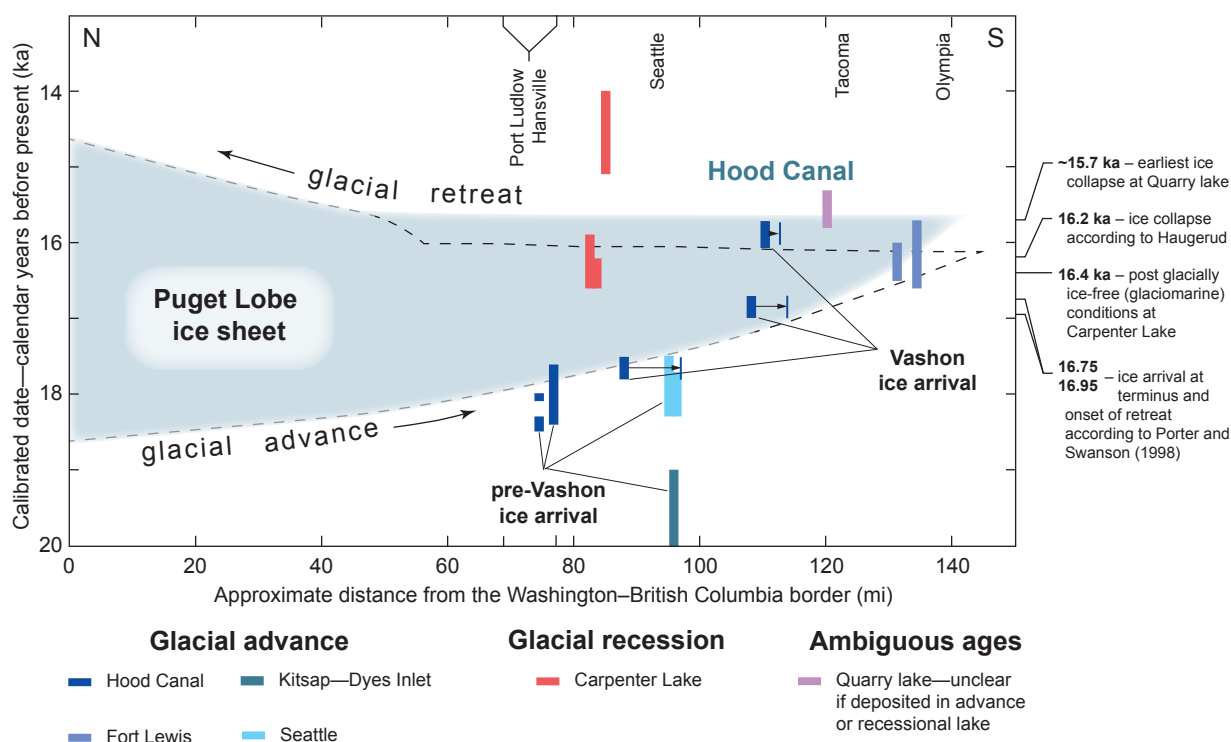 N
S
Port Ludlow
Hansville
Seattle
Tacoma
Olympia
Calibrated date—calendar years before present (ka)
14
16
18
20
glacial retreat
Hood Canal
Puget Lobe
ice sheet
glacial advance
Vashon
ice arrival
pre-Vashon
ice arrival
~15.7 ka – earliest ice
collapse at Quarry lake
16.2 ka – ice collapse
according to Haugerud
16.4 ka – post glacially
ice-free (glaciomarine)
conditions at
Carpenter Lake
16.75
16.95 – ice arrival at
terminus and
onset of retreat
according to Porter and
Swanson (1998)
0 20 40 60 80 100 120 140
Approximate distance from the Washington–British Columbia border (mi)
Glacial advance
Hood Canal
Kitsap—Dyes Inlet
Fort Lewis
Seattle
Glacial recession
Carpenter Lake
Ambiguous ages
Quarry lake—unclear
if deposited in advance
or recessional lake